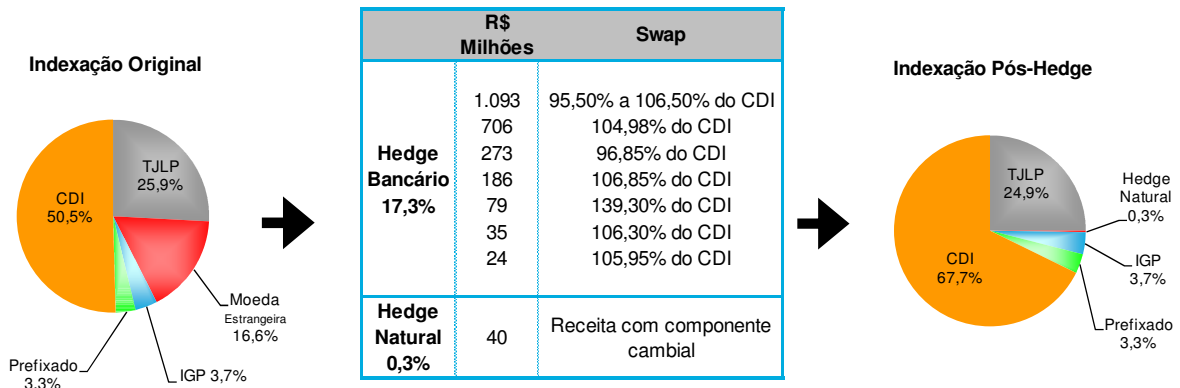 Indexação Original
TJLP
25,9%
CDI
50,5%
Moeda
Estrangeira
16,6%
Prefixado
3,3%
IGP 3,7%
R$
Milhões
Swap
Hedge
Bancário
17,3%
1.093 95,50% a 106,50% do CDI
706 104,98% do CDI
273 96,85% do CDI
186 106,85% do CDI
79 139,30% do CDI
35 106,30% do CDI
24 105,95% do CDI
Hedge
Natural
0,3%
40
Receita com componente
cambial
Indexação Pós-Hedge
TJLP
24,9%
Hedge
Natural
0,3%
CDI
67,7%
IGP
3,7%
Prefixado
3,3%